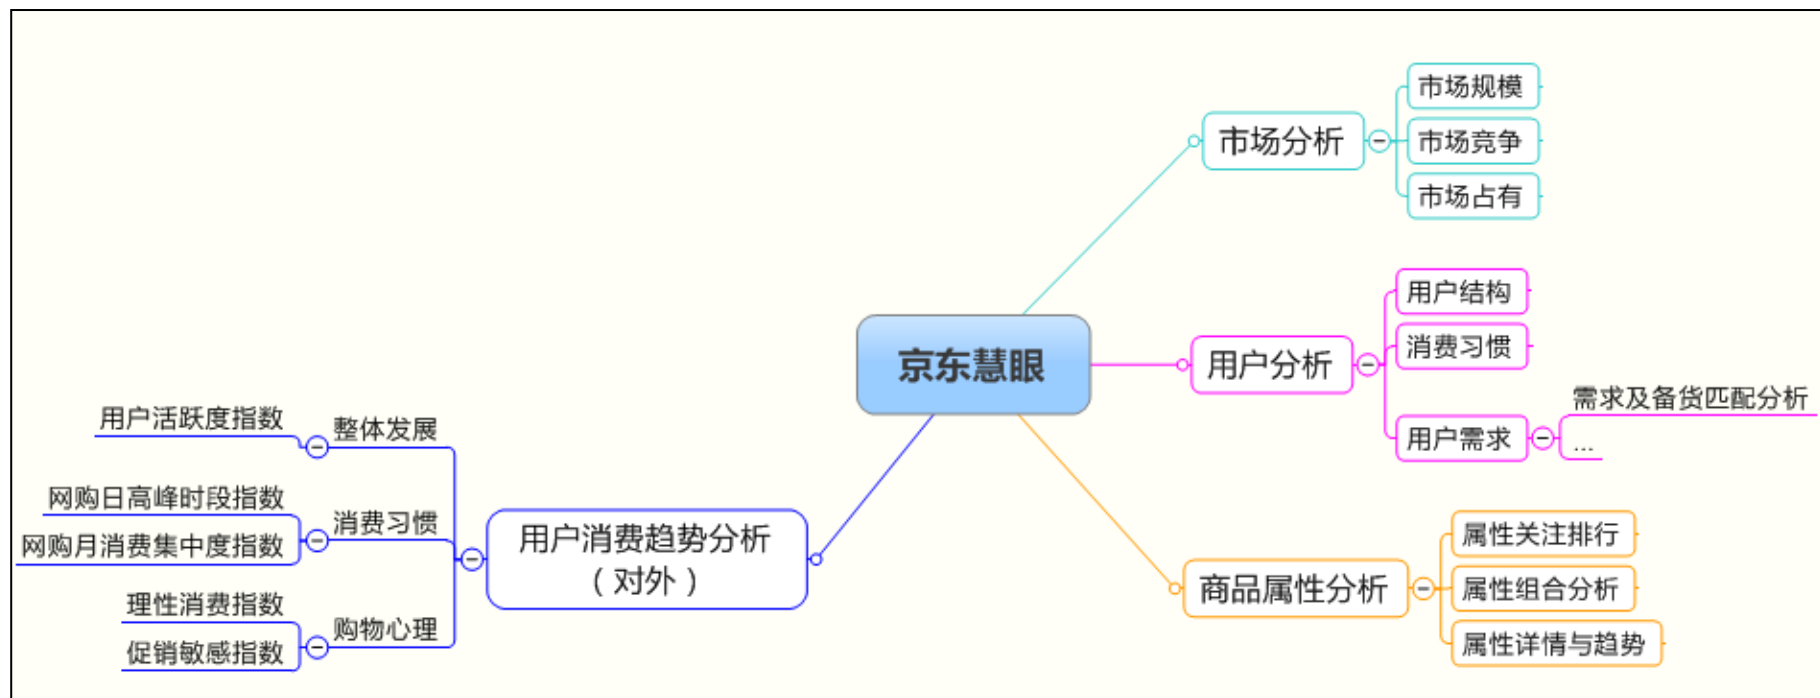 京东慧眼
市场分析
市场规模
市场竞争
市场占有
用户分析
用户结构
消费习惯
用户需求
需求及备货匹配分析
...
商品属性分析
属性关注排行
属性组合分析
属性详情与趋势
用户消费趋势分析
（对外）
整体发展
用户活跃度指数
消费习惯
网购日高峰时段指数
网购月消费集中度指数
购物心理
理性消费指数
促销敏感指数